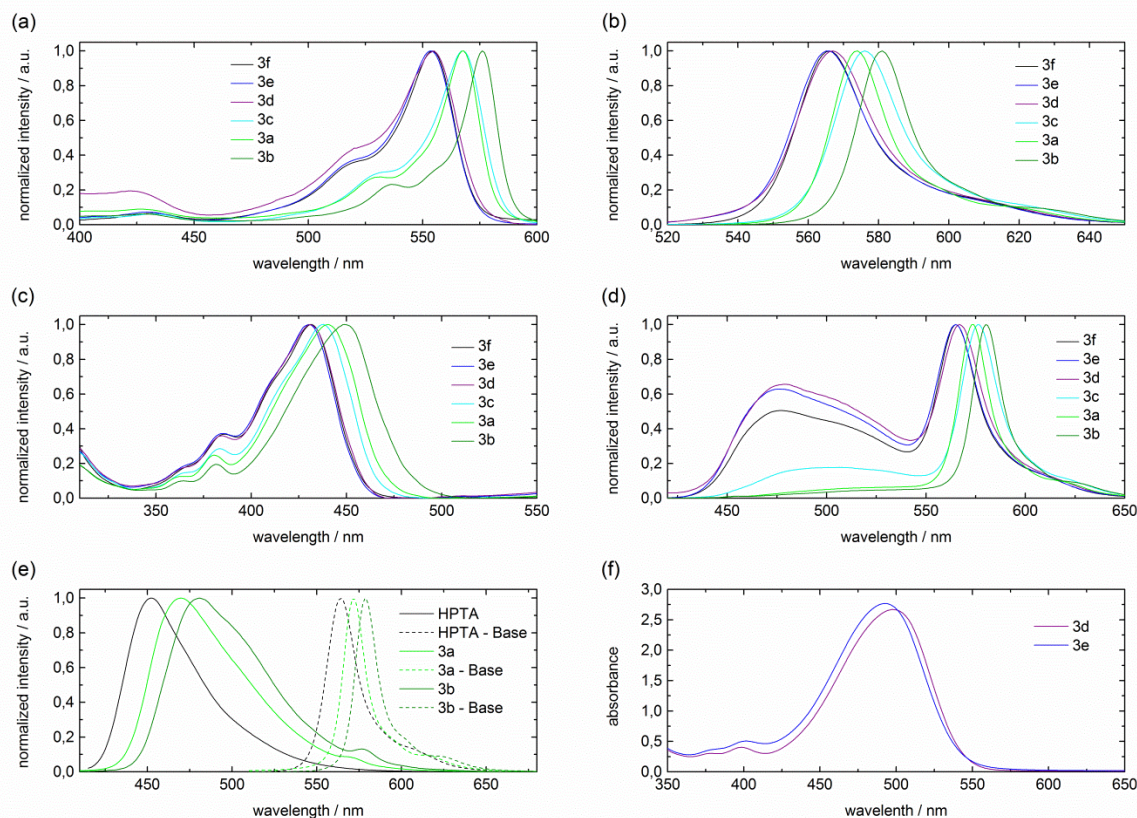 (a)
normalized intensity / a.u.
1,0
0,8
0,6
0,4
0,2
0,0
3f
3e
3d
3c
3a
3b
400 450 500 550 600
wavelength / nm
(b)
normalized intensity / a.u.
1,0
0,8
0,6
0,4
0,2
0,0
3f
3e
3d
3c
3a
3b
520 540 560 580 600 620 640
wavelength / nm
(c)
normalized intensity / a.u.
1,0
0,8
0,6
0,4
0,2
0,0
3f
3e
3d
3c
3a
3b
350 400 450 500 550
wavelength / nm
(d)
normalized intensity / a.u.
1,0
0,8
0,6
0,4
0,2
0,0
3f
3e
3d
3c
3a
3b
450 500 550 600 650
wavelength / nm
(e)
normalized intensity / a.u.
1,0
0,8
0,6
0,4
0,2
0,0
HPTA
HPTA - Base
3a
3a - Base
3b
3b - Base
450 500 550 600 650
wavelength / nm
(f)
absorbance
3,0
2,5
2,0
1,5
1,0
0,5
0,0
3d
3e
350 400 450 500 550 600 650
wavelenth / nm